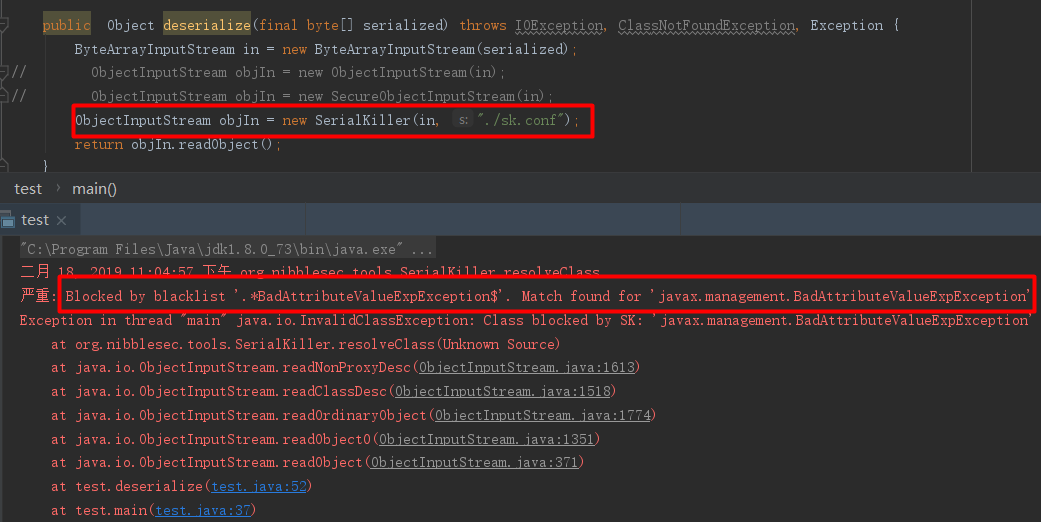 public Object deserialize(final byte[] serialized) throws IOException, ClassNotFoundException, Exception {
ByteArrayInputStream in = new ByteArrayInputStream(serialized);
// ObjectInputStream objIn = new ObjectInputStream(in);
// ObjectInputStream objIn = new SecureObjectInputStream(in);
ObjectInputStream objIn = new SerialKiller(in, s: "./sk.conf");
return objIn.readObject();
}
test › main()
test ×
"C:\Program Files\Java\jdk1.8.0_73\bin\java.exe" ...
二月 18, 2019 11:04:57 下午 org.nibblesec.tools.SerialKiller resolveClass
严重: Blocked by blacklist '.*BadAttributeValueExpException$'. Match found for 'javax.management.BadAttributeValueExpException'
Exception in thread "main" java.io.InvalidClassException: Class blocked by SK: 'javax.management.BadAttributeValueExpException'
at org.nibblesec.tools.SerialKiller.resolveClass(Unknown Source)
at java.io.ObjectInputStream.readNonProxyDesc(ObjectInputStream.java:1613)
at java.io.ObjectInputStream.readClassDesc(ObjectInputStream.java:1518)
at java.io.ObjectInputStream.readOrdinaryObject(ObjectInputStream.java:1774)
at java.io.ObjectInputStream.readObject0(ObjectInputStream.java:1351)
at java.io.ObjectInputStream.readObject(ObjectInputStream.java:371)
at test.deserialize(test.java:52)
at test.main(test.java:37)